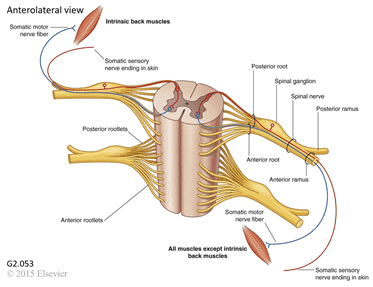 Anterolateral view
Intrinsic back muscles
Somatic motor
nerve fiber
Somatic sensory
nerve ending in skin
Posterior root
Spinal ganglion
Spinal nerve
Posterior ramus
Posterior rootlets
Anterior root
Anterior ramus
Anterior rootlets
Somatic motor
nerve fiber
All muscles except intrinsic
back muscles
Somatic sensory
nerve ending in skin
G2.053
© 2015 Elsevier